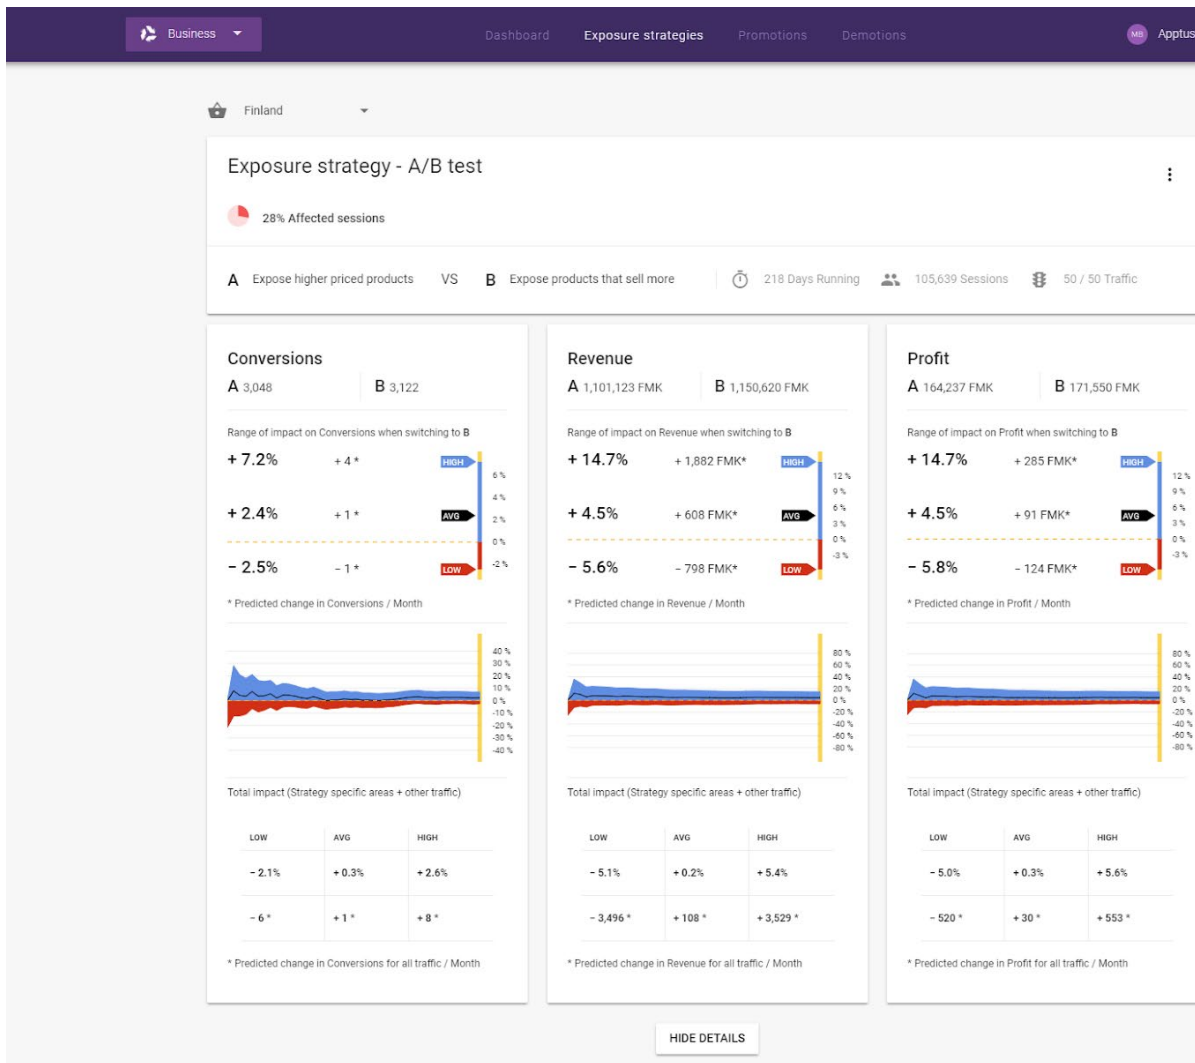 Business Dashboard Exposure strategies Promotions Demotions MB Apptus
Finland
Exposure strategy - A/B test
28% Affected sessions
A Expose higher priced products VS B Expose products that sell more 218 Days Running 105,639 Sessions 50 / 50 Traffic
Conversions
A 3,048 B 3,122
Range of impact on Conversions when switching to B
+ 7.2% + 4 * HIGH
6 %
4 %
+ 2.4% + 1 * AVG 2 %
0 %
- 2.5% - 1 * LOW -2 %
* Predicted change in Conversions / Month
40 %
30 %
20 %
10 %
0 %
-10 %
-20 %
-30 %
-40 %
Total impact (Strategy specific areas + other traffic)
LOW AVG HIGH
- 2.1% + 0.3% + 2.6%
- 6 * + 1 * + 8 *
* Predicted change in Conversions for all traffic / Month
Revenue
A 1,101,123 FMK B 1,150,620 FMK
Range of impact on Revenue when switching to B
+ 14.7% + 1,882 FMK* HIGH
12 %
9 %
6 %
+ 4.5% + 608 FMK* AVG
3 %
0 %
-3 %
- 5.6% - 798 FMK* LOW
* Predicted change in Revenue / Month
80 %
60 %
40 %
20 %
0 %
-20 %
-40 %
-60 %
-80 %
Total impact (Strategy specific areas + other traffic)
LOW AVG HIGH
- 5.1% + 0.2% + 5.4%
- 3,496 * + 108 * + 3,529 *
* Predicted change in Revenue for all traffic / Month
Profit
A 164,237 FMK B 171,550 FMK
Range of impact on Profit when switching to B
+ 14.7% + 285 FMK* HIGH
12 %
9 %
6 %
+ 4.5% + 91 FMK* AVG
3 %
0 %
-3 %
- 5.8% - 124 FMK* LOW
* Predicted change in Profit / Month
80 %
60 %
40 %
20 %
0 %
-20 %
-40 %
-60 %
-80 %
Total impact (Strategy specific areas + other traffic)
LOW AVG HIGH
- 5.0% + 0.3% + 5.6%
- 520 * + 30 * + 553 *
* Predicted change in Profit for all traffic / Month
HIDE DETAILS